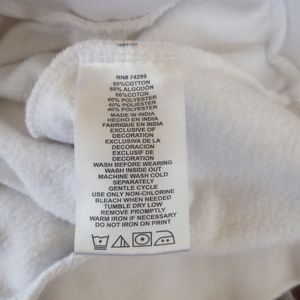 RN# 74299
60%COTTON
60% ALGODÓN
60%COTON
40% POLYESTER
40% POLIÉSTER
40% POLYESTER
MADE IN INDIA
HECHO EN INDIA
FABRIQUE EN INDIA
EXCLUSIVE OF
DECORATION
EXCLUSIVA DE LA
DECORACION
EXCLUSIF DE
DECORATION
WASH BEFORE WEARING
WASH INSIDE OUT
MACHINE WASH COLD
SEPARATELY
GENTLE CYCLE
USE ONLY NON-CHLORINE
BLEACH WHEN NEEDED
TUMBLE DRY LOW
REMOVE PROMPTLY
WARM IRON IF NECESSARY
DO NOT IRON ON PRINT